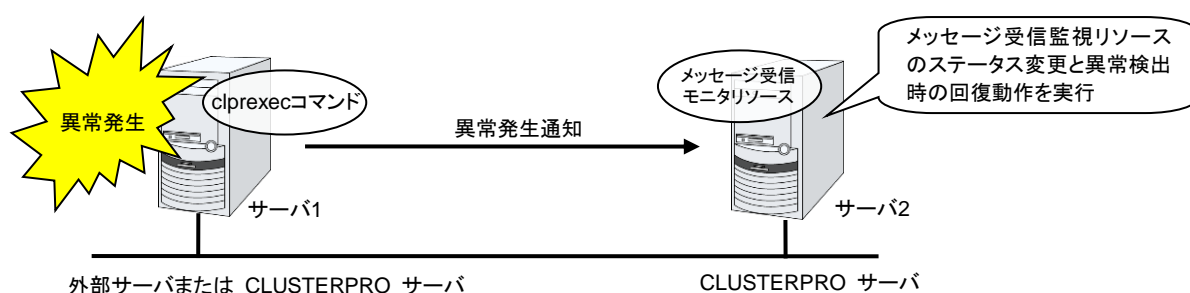 異常発生
clprexecコマンド
異常発生通知
メッセージ受信
モニタリソース
メッセージ受信監視リソース
のステータス変更と異常検出
時の回復動作を実行
サーバ1
サーバ2
外部サーバまたは CLUSTERPRO サーバ
CLUSTERPRO サーバ